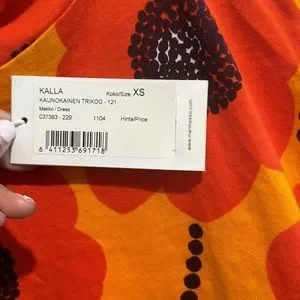 KALLA Koko/Size XS
KAUNOKAINEN TRIKOO - 121
Mekko / Dress
037393 - 229 1104 Hinta/Price
6 411253 691718
www.marimekko.com